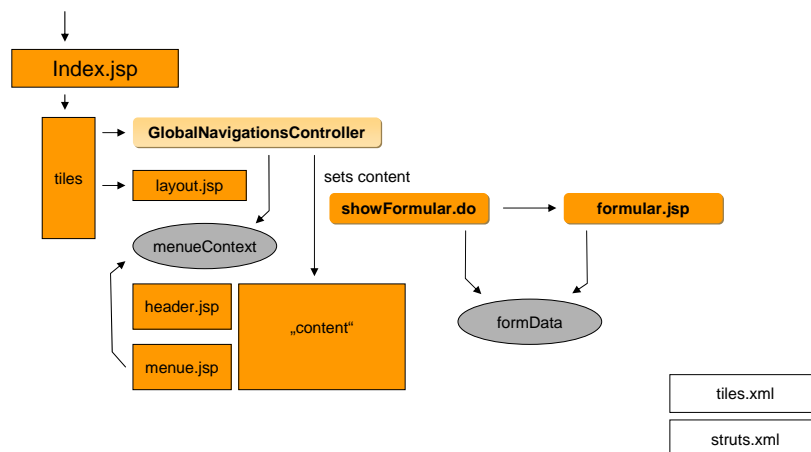 Index.jsp
GlobalNavigationsController
tiles
layout.jsp
sets content
showFormular.do
formular.jsp
menueContext
header.jsp
„content“
formData
menue.jsp
tiles.xml
struts.xml